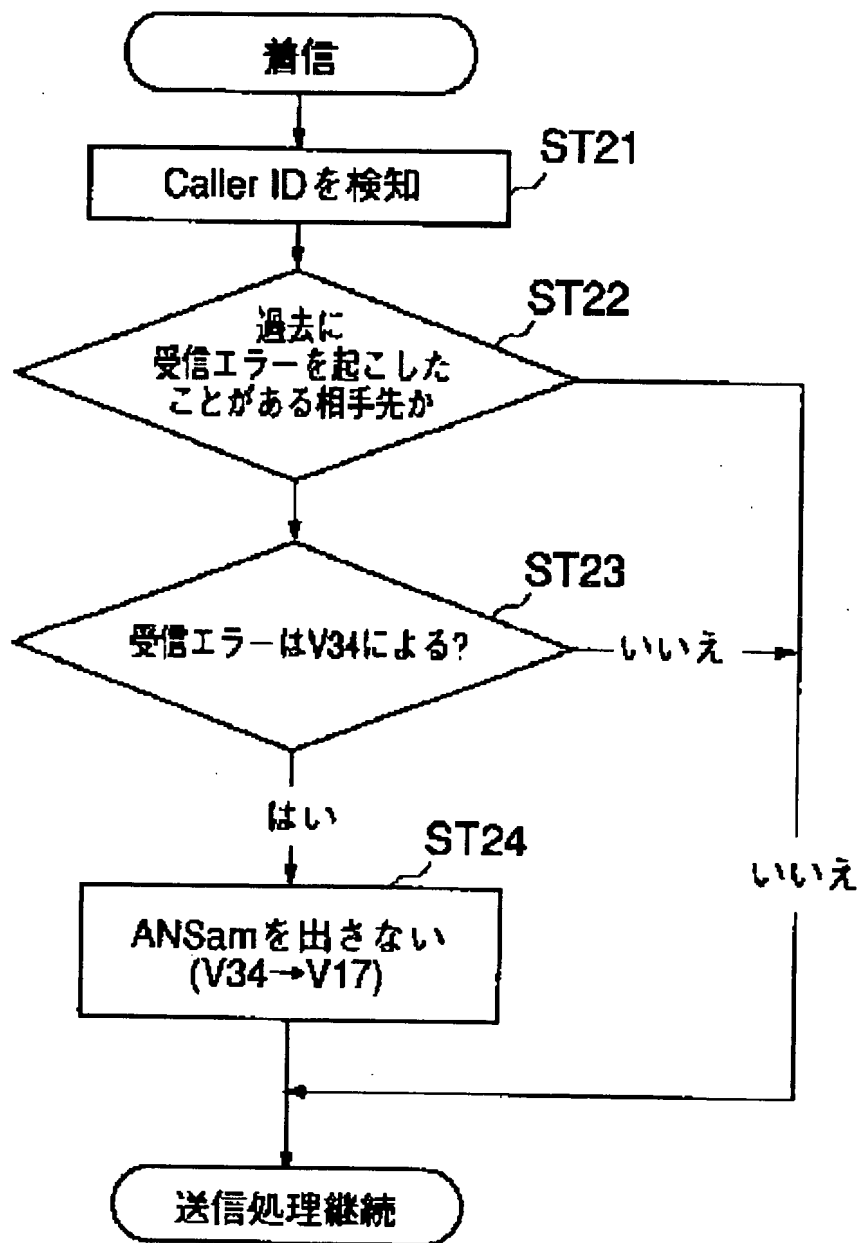 着信
ST21
Caller IDを検知
ST22
過去に
受信エラーを起こした
ことがある相手先か
ST23
受信エラーはV34による?
いいえ
はい
ST24
いいえ
ANSamを出さない
(V34→V17)
送信処理継続